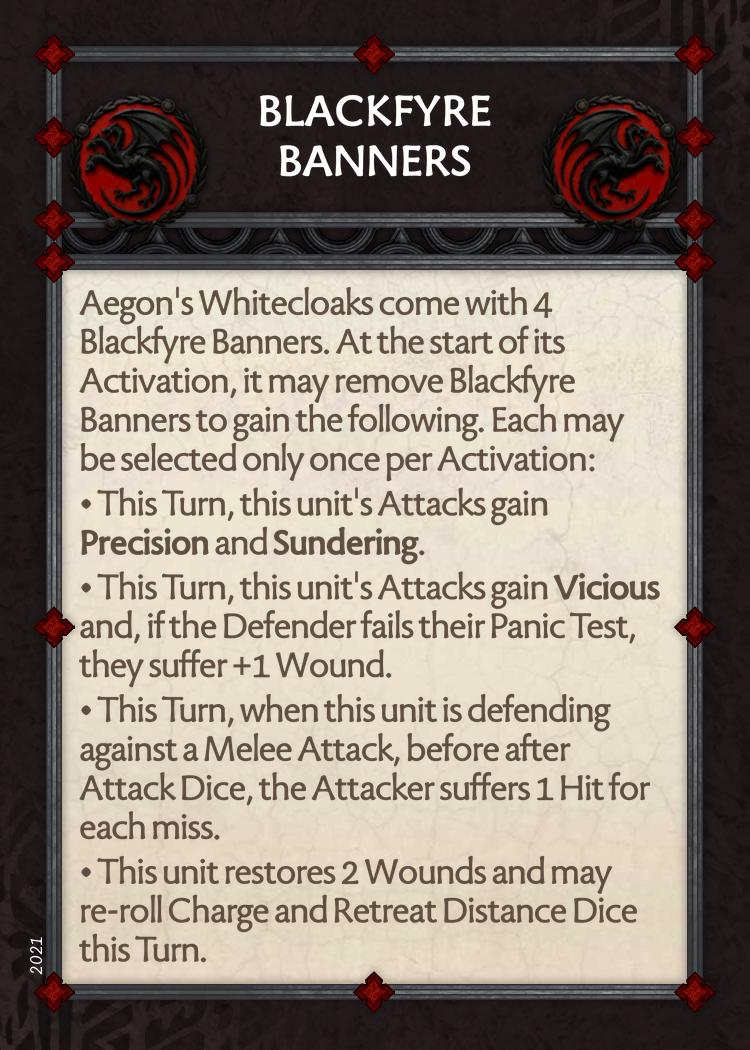 BLACKFYRE
BANNERS
Aegon's Whitecloaks come with 4
Blackfyre Banners. At the start of its
Activation, it may remove Blackfyre
Banners to gain the following. Each may
be selected only once per Activation:
• This Turn, this unit's Attacks gain
Precision and Sundering.
• This Turn, this unit's Attacks gain Vicious
and, if the Defender fails their Panic Test,
they suffer +1 Wound.
• This Turn, when this unit is defending
against a Melee Attack, before after
Attack Dice, the Attacker suffers 1 Hit for
each miss.
• This unit restores 2 Wounds and may
re-roll Charge and Retreat Distance Dice
this Turn.
2021